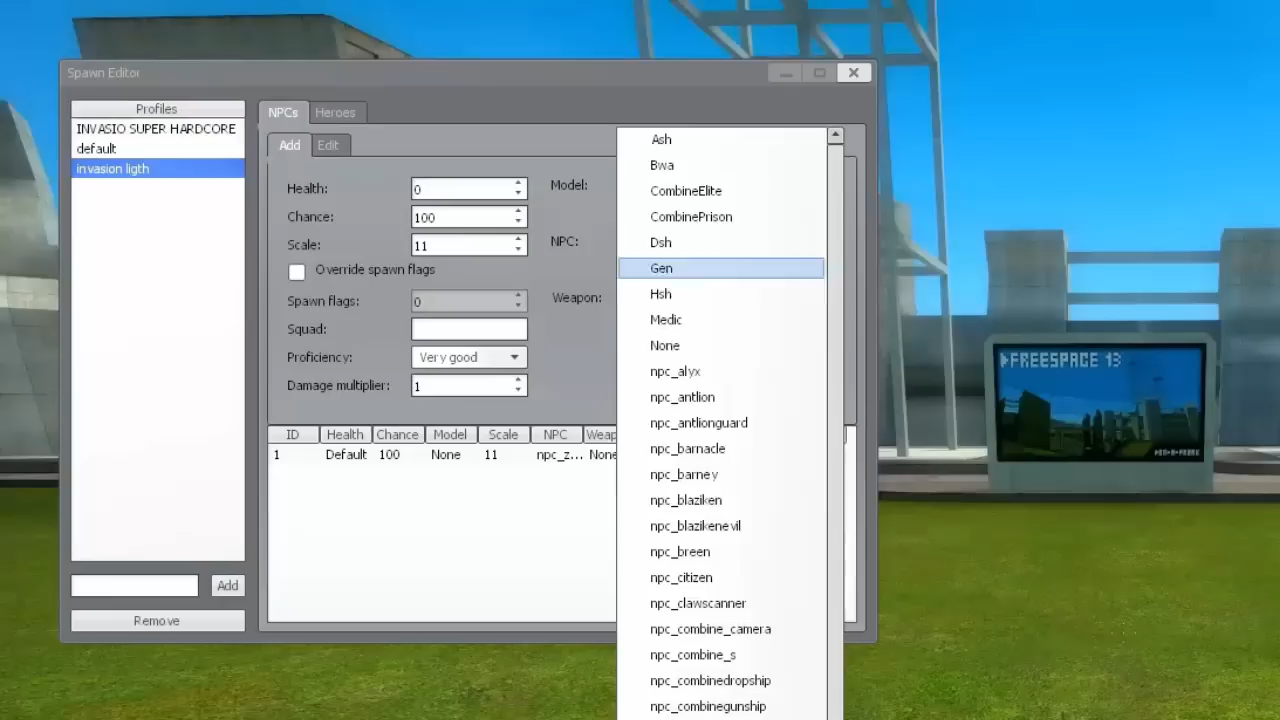 Spawn Editor
Profiles
INVASIO SUPER HARDCORE
default
invasion ligth
Add
Remove
NPCs Heroes
Add Edit
Health: 0
Chance: 100
Scale: 11
Override spawn flags
Spawn flags: 0
Squad:
Proficiency: Very good
Damage multiplier: 1
Model:
NPC:
Weapon:
ID Health Chance Model Scale NPC Weap
1 Default 100 None 11 npc_z... None
Ash
Bwa
CombineElite
CombinePrison
Dsh
Gen
Hsh
Medic
None
npc_alyx
npc_antlion
npc_antlionguard
npc_barnacle
npc_barney
npc_blaziken
npc_blazikenevil
npc_breen
npc_citizen
npc_clawscanner
npc_combine_camera
npc_combine_s
npc_combinedropship
npc_combinegunship
FREESPACE 13